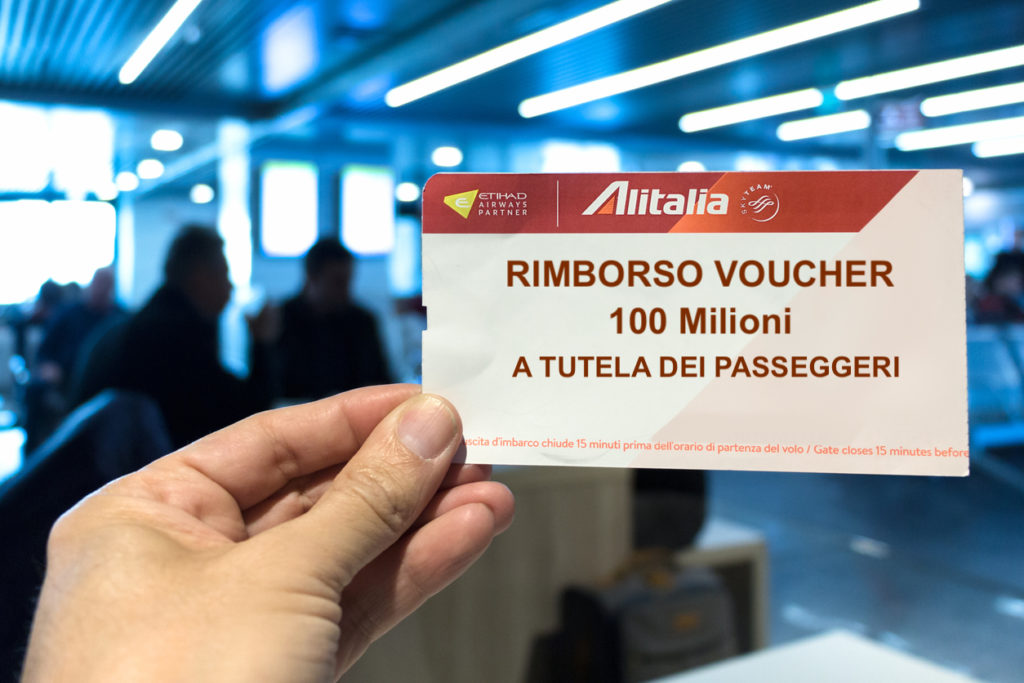 ETIHAD
AIRWAYS
PARTNER
Alitalia
SKYTEAM
RIMBORSO VOUCHER
100 Milioni
A TUTELA DEI PASSEGGERI
d'imbarco chiude 15 minuti prima dell'orario di partenza del volo / Gate closes 15 minutes before